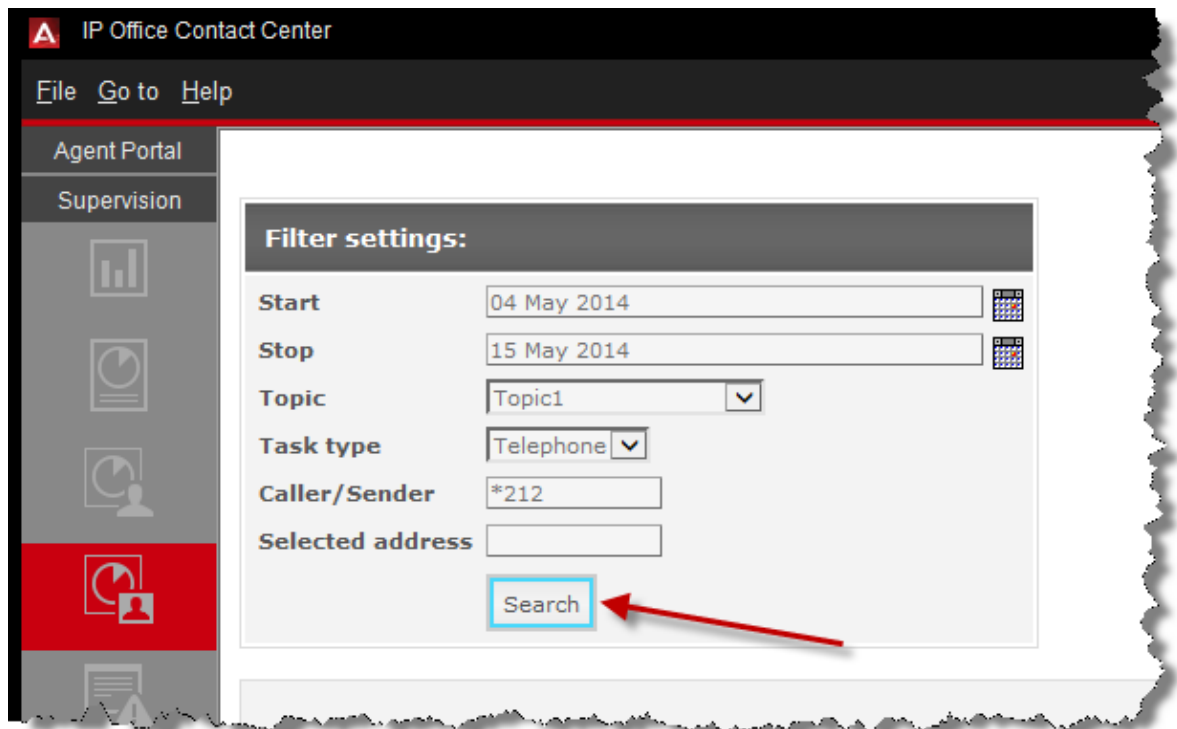 IP Office Contact Center
File Go to Help
Agent Portal
Supervision
Filter settings:
Start 04 May 2014
Stop 15 May 2014
Topic Topic1
Task type Telephone
Caller/Sender *212
Selected address
Search